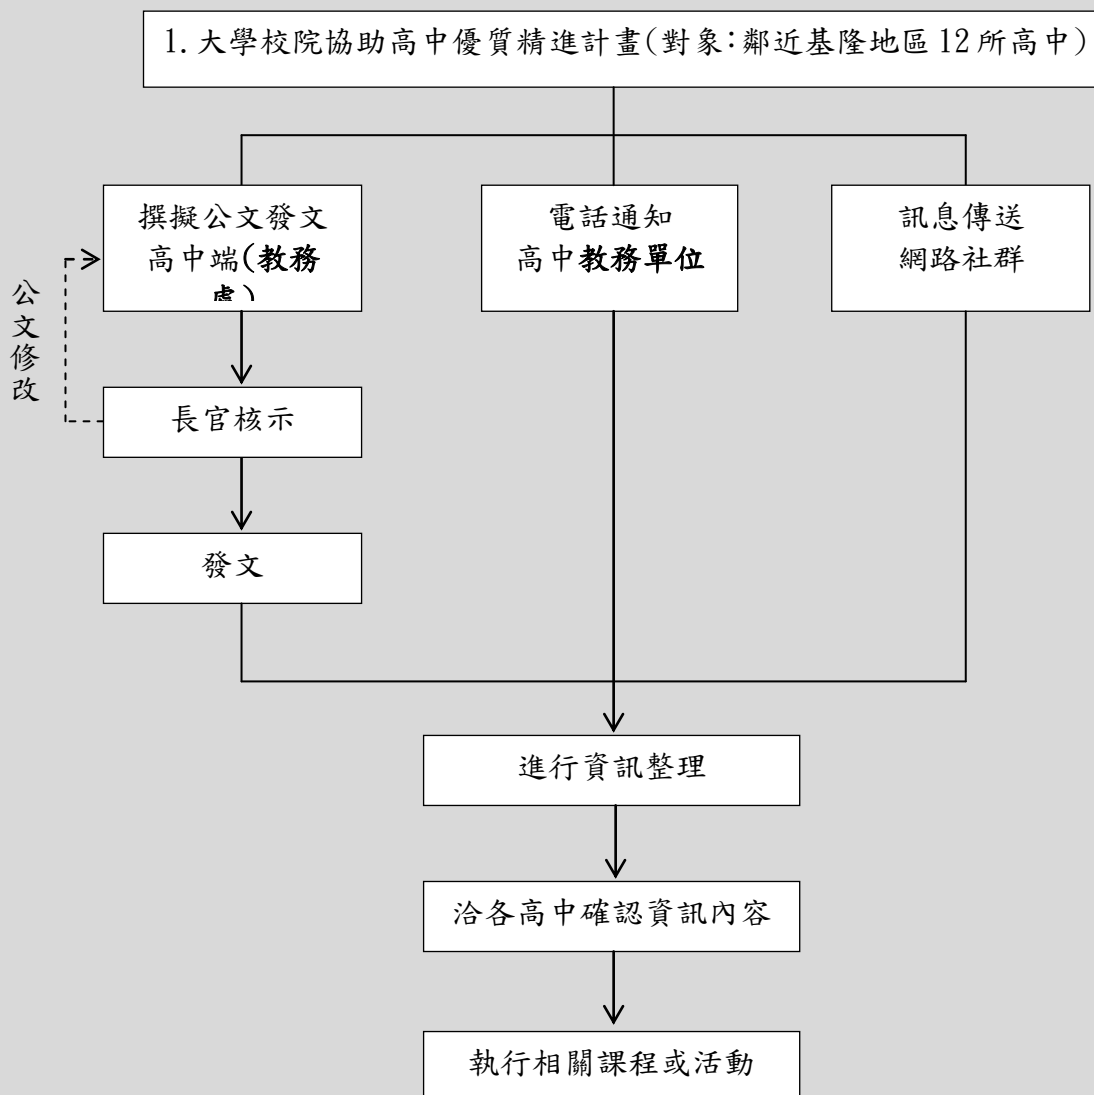 1.大學校院協助高中優質精進計畫(對象:鄰近基隆地區12所高中)
撰擬公文發文
高中端(教務
處)
電話通知
高中教務單位
訊息傳送
網路社群
公文修改
長官核示
發文
進行資訊整理
洽各高中確認資訊內容
執行相關課程或活動